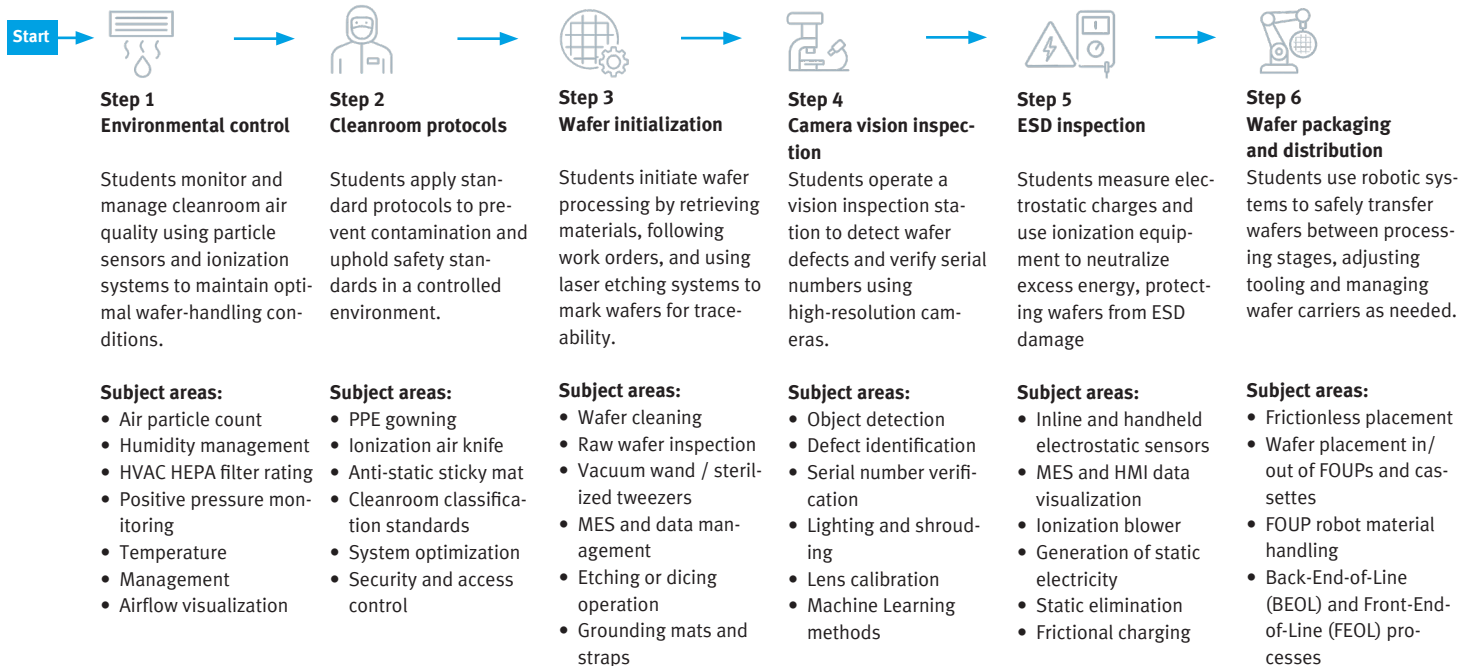 Start
Step 1
Environmental control
Students monitor and
manage cleanroom air
quality using particle
sensors and ionization
systems to maintain opti-
mal wafer-handling con-
ditions.
Subject areas:
• Air particle count
• Humidity management
• HVAC HEPA filter rating
• Positive pressure mon-
itoring
• Temperature
• Management
• Airflow visualization
Step 2
Cleanroom protocols
Students apply stan-
dard protocols to pre-
vent contamination and
uphold safety stan-
dards in a controlled
environment.
Subject areas:
• PPE gowning
• Ionization air knife
• Anti-static sticky mat
• Cleanroom classifica-
tion standards
• System optimization
• Security and access
control
Step 3
Wafer initialization
Students initiate wafer
processing by retrieving
materials, following
work orders, and using
laser etching systems to
mark wafers for trace-
ability.
Subject areas:
• Wafer cleaning
• Raw wafer inspection
• Vacuum wand / steril-
ized tweezers
• MES and data man-
agement
• Etching or dicing
operation
• Grounding mats and
straps
Step 4
Camera vision inspec-
tion
Students operate a
vision inspection sta-
tion to detect wafer
defects and verify serial
numbers using
high-resolution cam-
eras.
Subject areas:
• Object detection
• Defect identification
• Serial number verifi-
cation
• Lighting and shroud-
ing
• Lens calibration
• Machine Learning
methods
Step 5
ESD inspection
Students measure elec-
trostatic charges and
use ionization equip-
ment to neutralize
excess energy, protect-
ing wafers from ESD
damage
Subject areas:
• Inline and handheld
electrostatic sensors
• MES and HMI data
visualization
• Ionization blower
• Generation of static
electricity
• Static elimination
• Frictional charging
Step 6
Wafer packaging
and distribution
Students use robotic sys-
tems to safely transfer
wafers between process-
ing stages, adjusting
tooling and managing
wafer carriers as needed.
Subject areas:
• Frictionless placement
• Wafer placement in/
out of FOUPs and cas-
settes
• FOUP robot material
handling
• Back-End-of-Line
(BEOL) and Front-End-
of-Line (FEOL) pro-
cesses